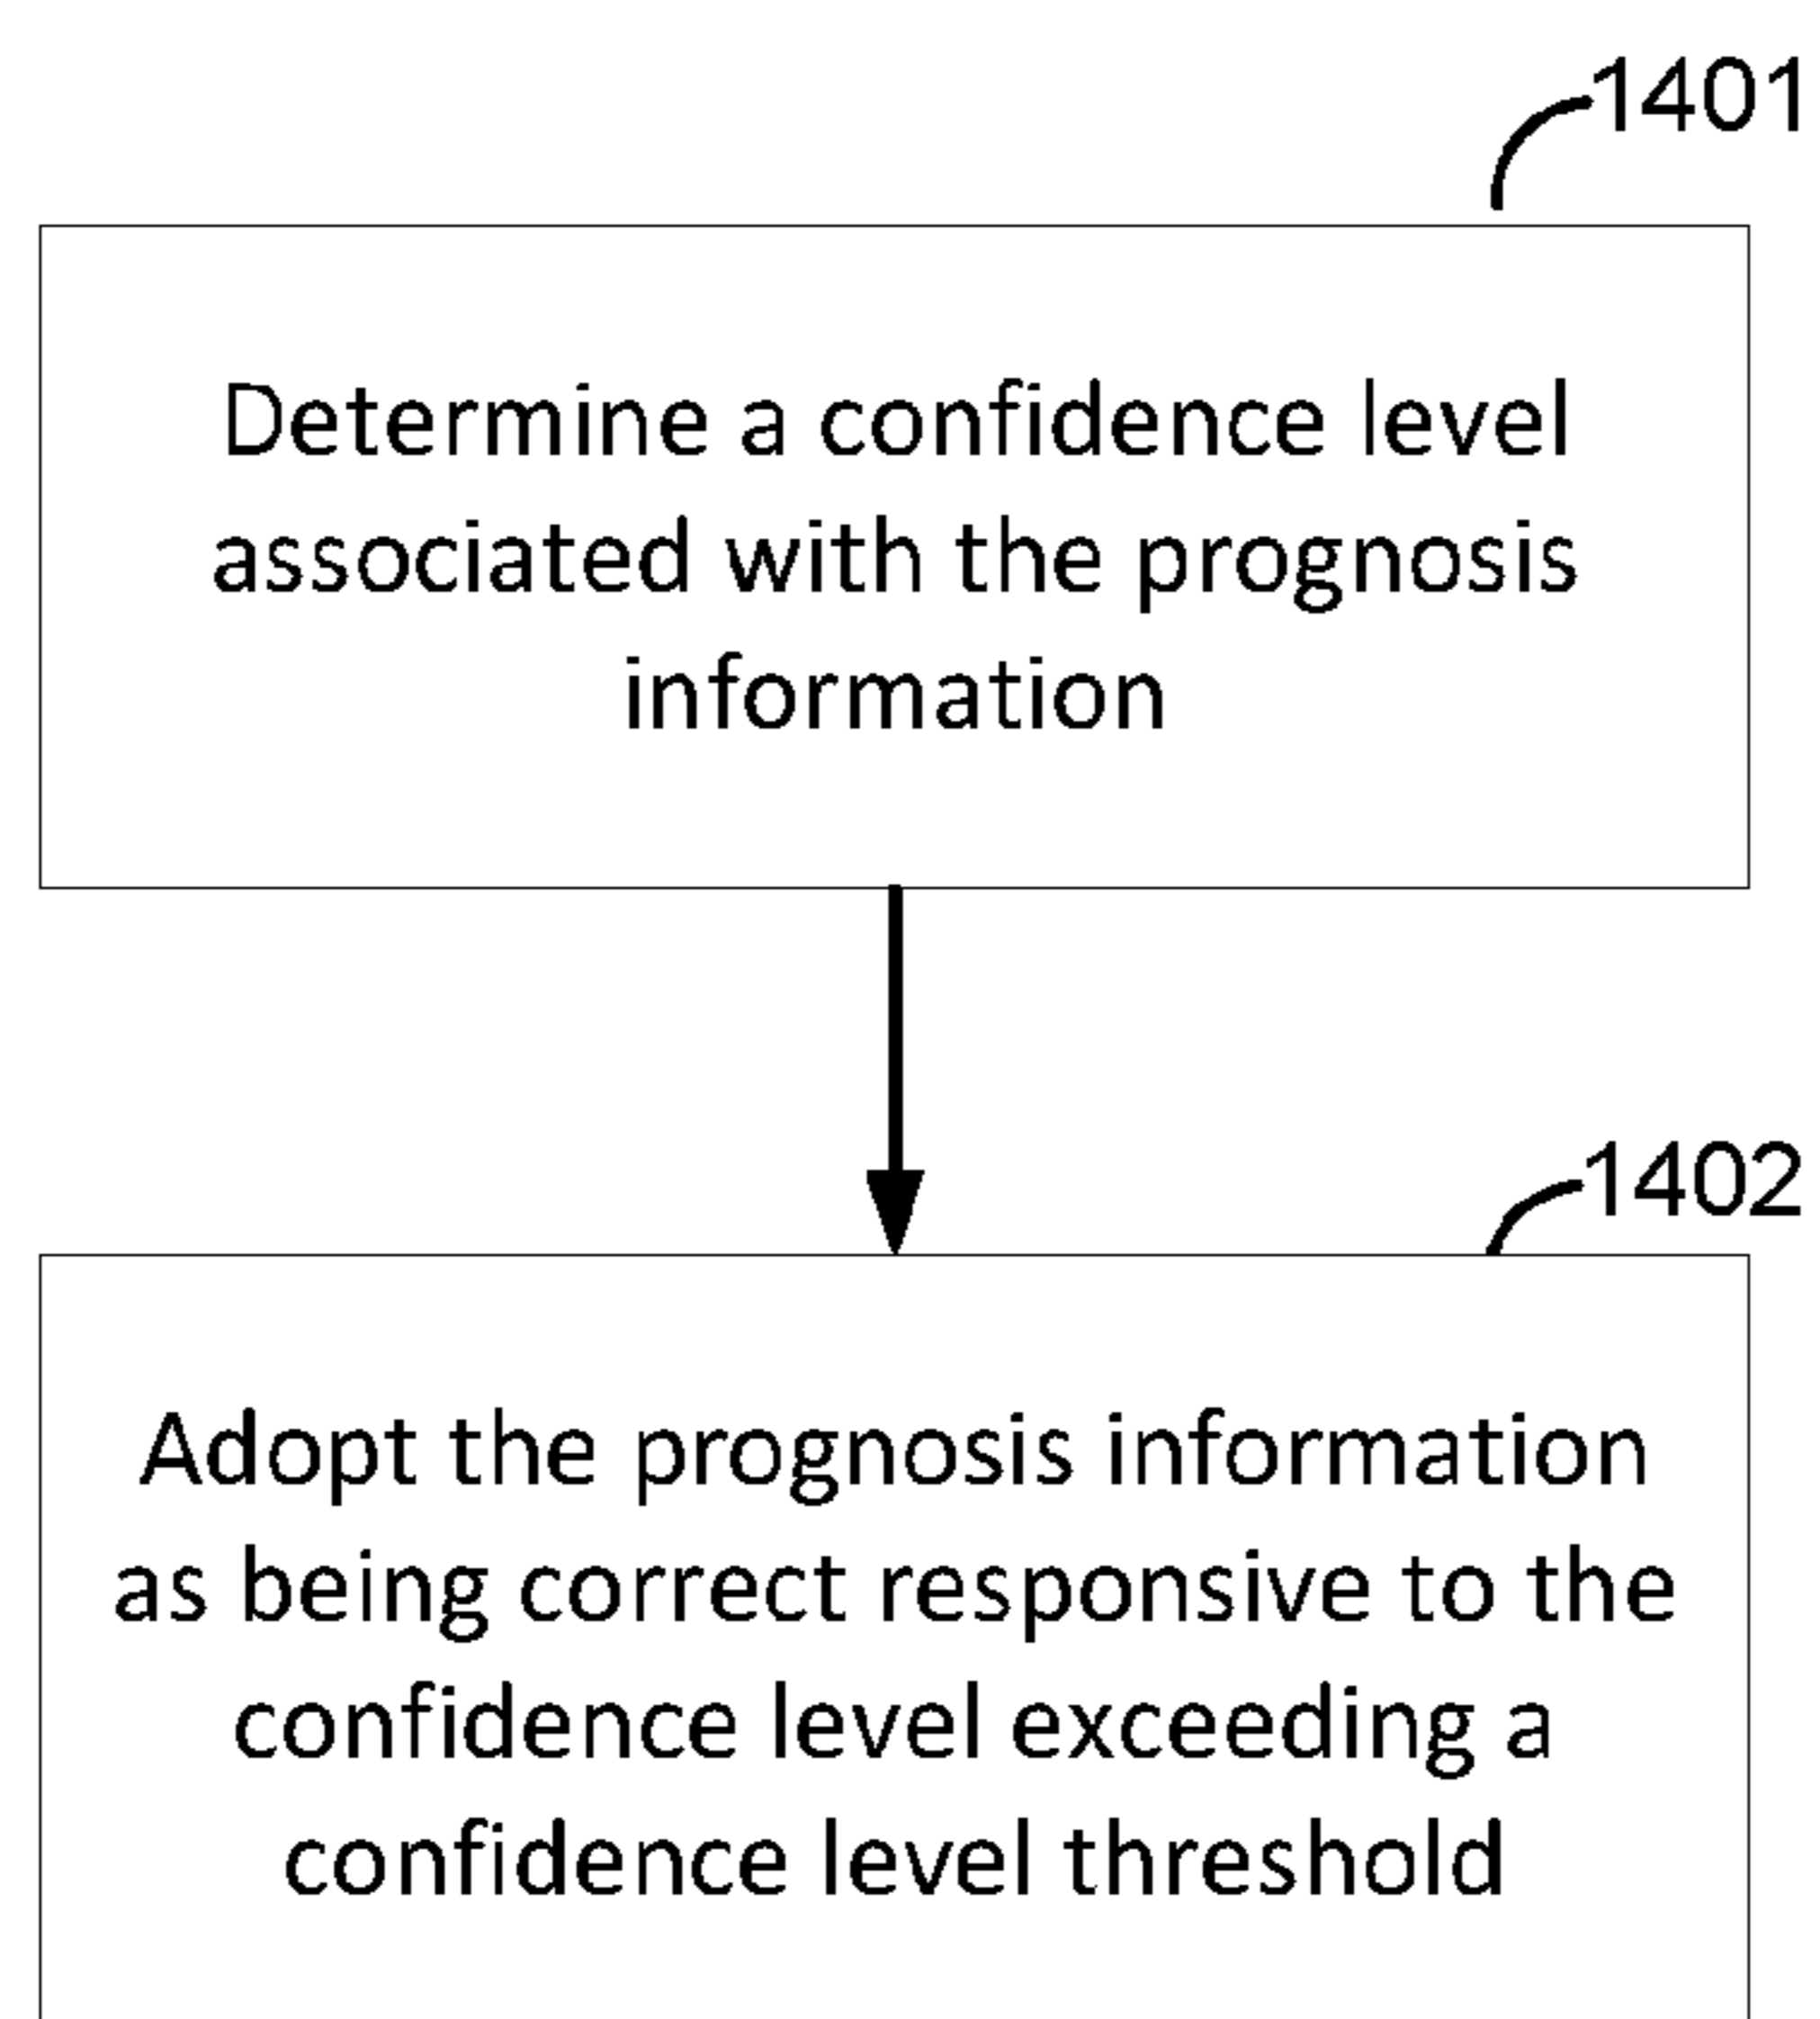 1401
Determine a confidence level
associated with the prognosis
information
1402
Adopt the prognosis information
as being correct responsive to the
confidence level exceeding a
confidence level threshold